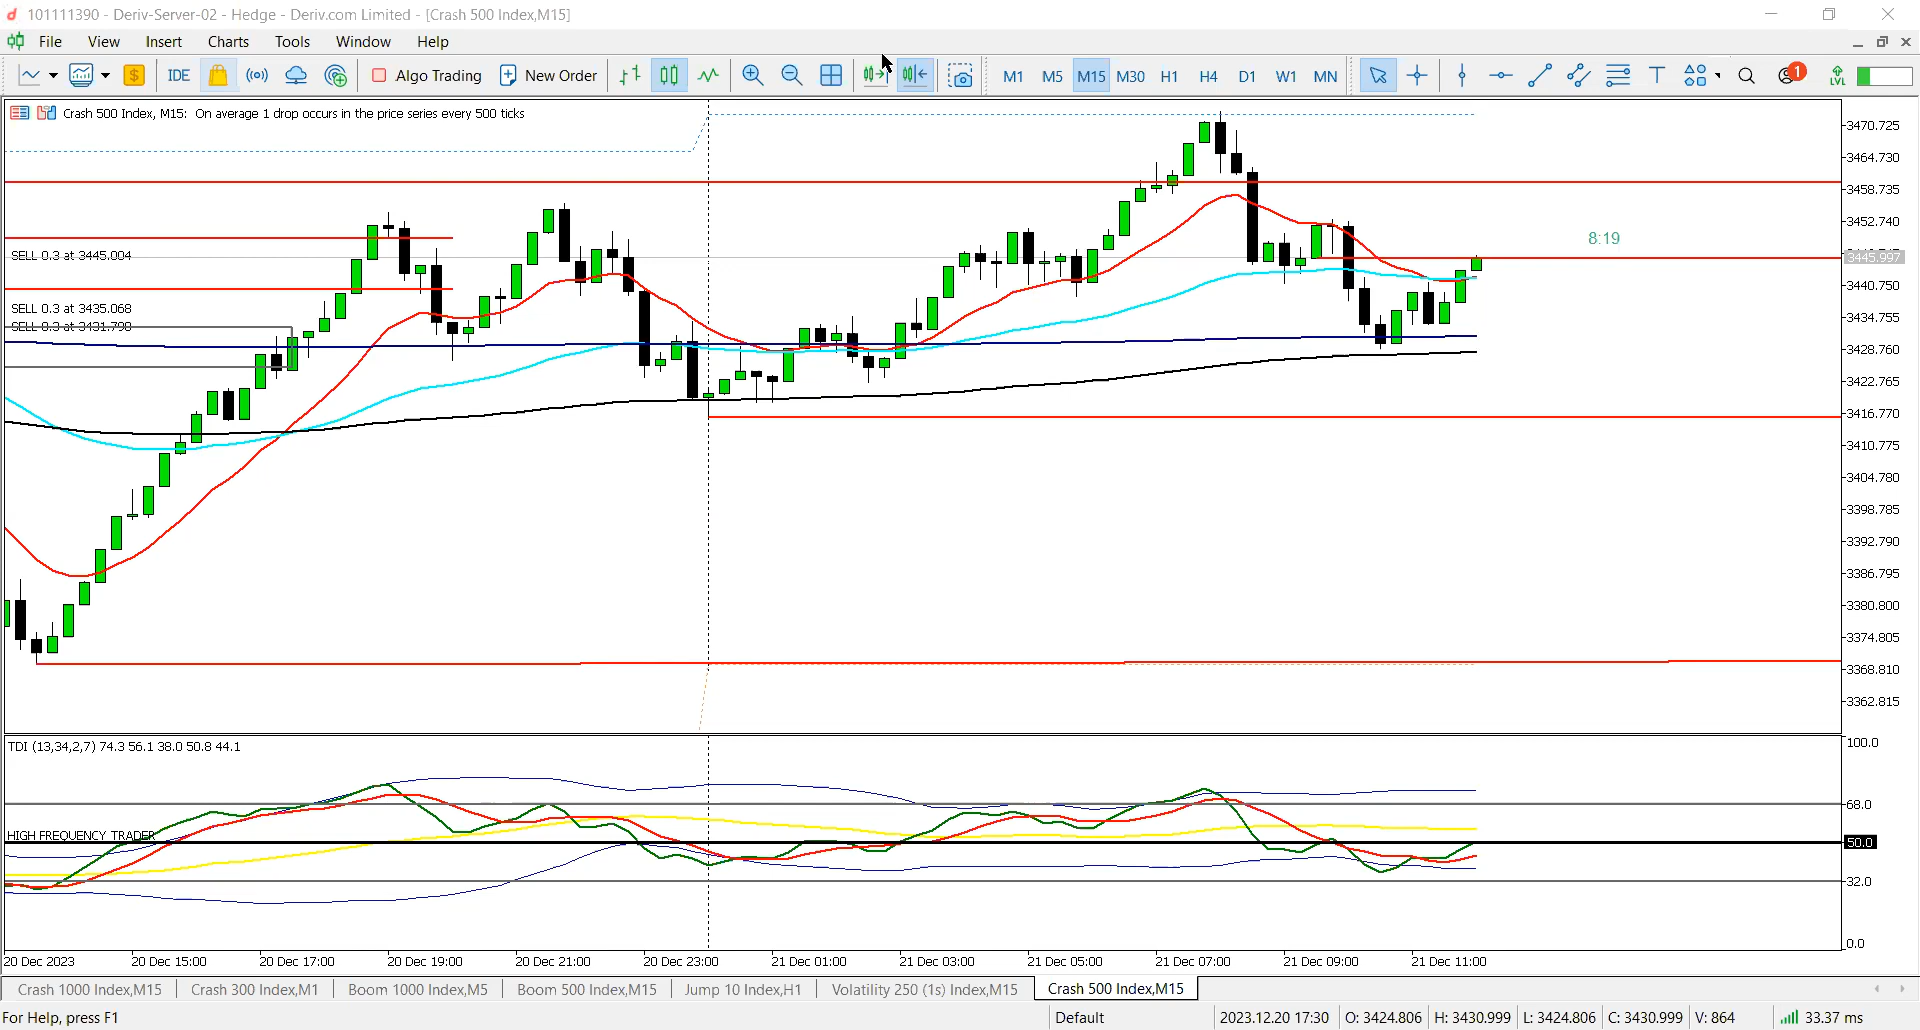 101111390 - Deriv-Server-02 - Hedge - Deriv.com Limited - [Crash 500 Index,M15]
File View Insert Charts Tools Window Help
IDE Algo Trading New Order M1 M5 M15 M30 H1 H4 D1 W1 MN T 1 LVL
Crash 500 Index, M15: On average 1 drop occurs in the price series every 500 ticks
3470.725
3464.730
3458.735
3452.740
8:19
SELL 0.3 at 3445.004
3445.997
3440.750
SELL 0.3 at 3435.068
3434.755
SELL 0.3 at 3431.790
3428.760
3422.765
3416.770
3410.775
3404.780
3398.785
3392.790
3386.795
3380.800
3374.805
3368.810
3362.815
TDI (13,34,2,7) 74.3 56.1 38.0 50.8 44.1
100.0
68.0
HIGH FREQUENCY TRADER
50.0
32.0
0.0
20 Dec 2023 20 Dec 15:00 20 Dec 17:00 20 Dec 19:00 20 Dec 21:00 20 Dec 23:00 21 Dec 01:00 21 Dec 03:00 21 Dec 05:00 21 Dec 07:00 21 Dec 09:00 21 Dec 11:00
Crash 1000 Index,M15 Crash 300 Index,M1 Boom 1000 Index,M5 Boom 500 Index,M15 Jump 10 Index,H1 Volatility 250 (1s) Index,M15 Crash 500 Index,M15
For Help, press F1 Default 2023.12.20 17:30 O: 3424.806 H: 3430.999 L: 3424.806 C: 3430.999 V: 864 33.37 ms